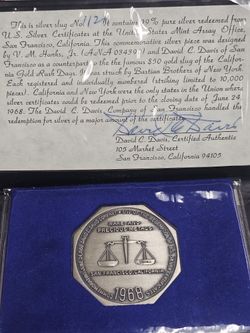 This silver slug No. 12 It contains 99% pure silver redeemed from
U.S. Silver Certificates at the United States Mint Assay Office,
San Francisco, California. This commemorative silver piece was designed
by V. M. Hanks, Jr. (A.N.A. 03499) and David C. Davis of San
Francisco as a counterpart to the famous $50 gold slug of the Calif-
ornia Gold Rush Days. It was struck by Bastian Brothers of New York.
Each registered and individually numbered (striking limited to 10,000
pieces). California and New York were the only states in the Union where
silver certificates could be redeemed prior to the closing date of June 24,
1968. The David C. Davis Company of San Francisco handled the
redemption for silver of a major amount of the certificates.
David C. Davis
David C. Davis, Certified Authentic
105 Market Street
San Francisco, California 94105
RARE AND
PRECIOUS METALS
SAN FRANCISCO, CALIFORNIA
1968